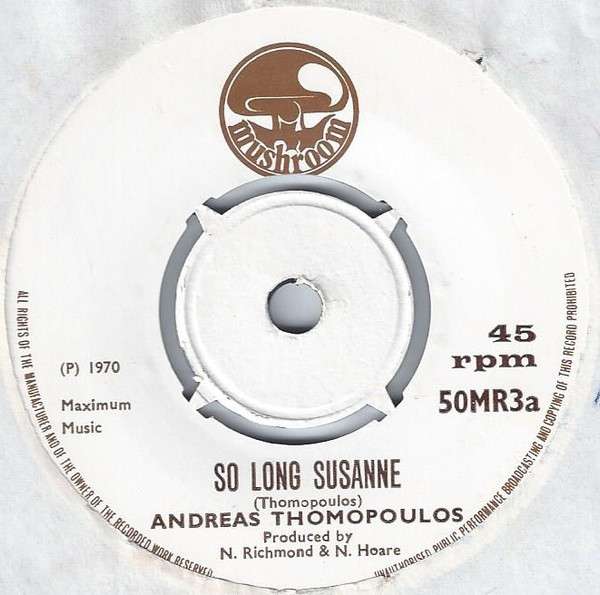 mushroom
45
rpm
(P) 1970
50MR3a
Maximum
Music
SO LONG SUSANNE
(Thomopoulos)
ANDREAS THOMOPOULOS
Produced by
N. Richmond & N. Hoare
ALL RIGHTS OF THE MANUFACTURER AND OF THE OWNER OF THE RECORDED WORK RESERVED
UNAUTHORISED PUBLIC PERFORMANCE BROADCASTING AND COPYING OF THIS RECORD PROHIBITED